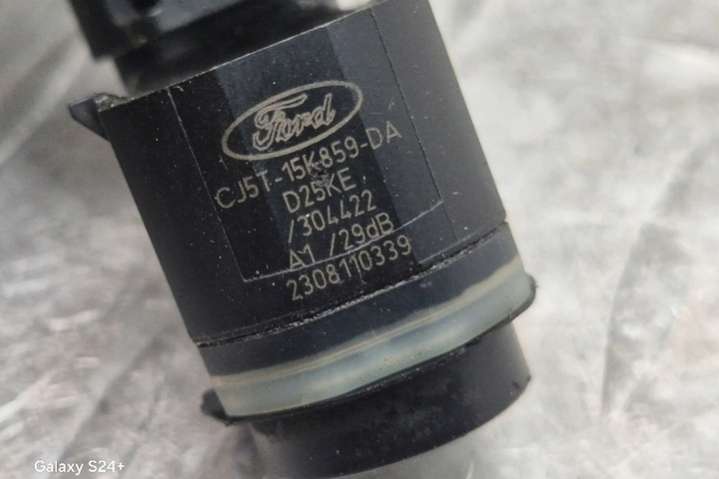 Ford
CJ5T-15K859-DA
D25KE
/304422
A1 /29dB
2308110339
Galaxy S24+